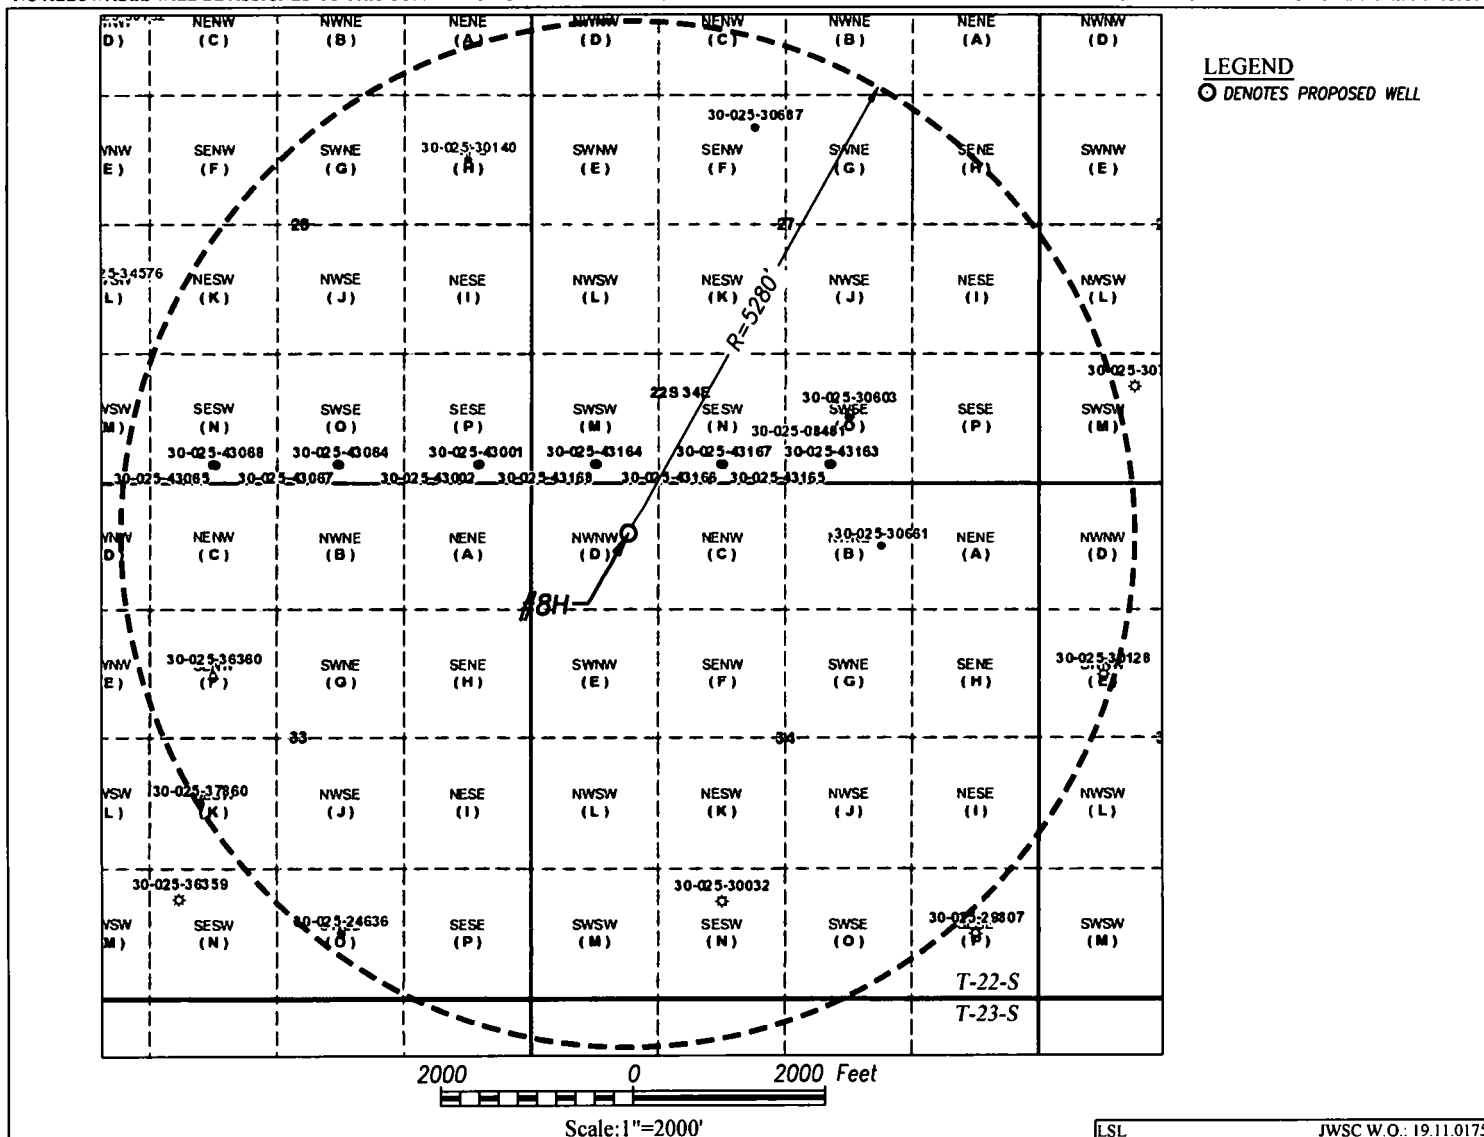 LEGEND
DENOTES PROPOSED WELL
D) NENW NWNE NENE NWNW NENW NWNE NENE NWNW
(C) (B) (A) (D) (C) (B) (A) (D)
30-025-30687
SENW SWNE 30-025-30140 SWNW SENW SWNE SENE SWNW
E) (F) (G) (H) (E) (F) (G) (H) (E)
27
25-34576
NESW NWSE NESE NWSW NESW NWSE NESE NWSW
L) (K) (J) (I) (L) (K) (J) (I) (L)
R=5280'
30-025-30
22S 34E 30-025-30603
SESW SWSE SESE SWSW SESW SWSE SESE SWSW
(N) (O) (P) (M) (N) (O) (P) (M)
30-025-08481
30-025-43068 30-025-43084 30-025-43001 30-025-43164 30-025-43167 30-025-43163
30-025-43065 30-025-43067 30-025-43002 30-025-43168 30-025-43166 30-025-43165
NENW NWNE NENE NWNW NENW 30-025-30661 NENE NWNW
D (C) (B) (A) (D) (C) (B) (A) (D)
#8H
30-025-36360 SWNE SENE SWNW SENW SWNE SENE 30-025-30128
E) (F) (G) (H) (E) (F) (G) (H) (E)
33 34
30-025-37860 NWSE NESE NWSW NESW NWSE NESE NWSW
L) (K) (J) (I) (L) (K) (J) (I) (L)
30-025-36359 30-025-30032
SESW 30-025-24636 SESE SWSW SESW SWSE 30-025-29807 SWSW
(N) (O) (P) (M) (N) (O) (P) (M)
T-22-S
T-23-S
2000 0 2000 Feet
Scale:1"=2000'
LSL JWSC W.O.: 19.11.0175